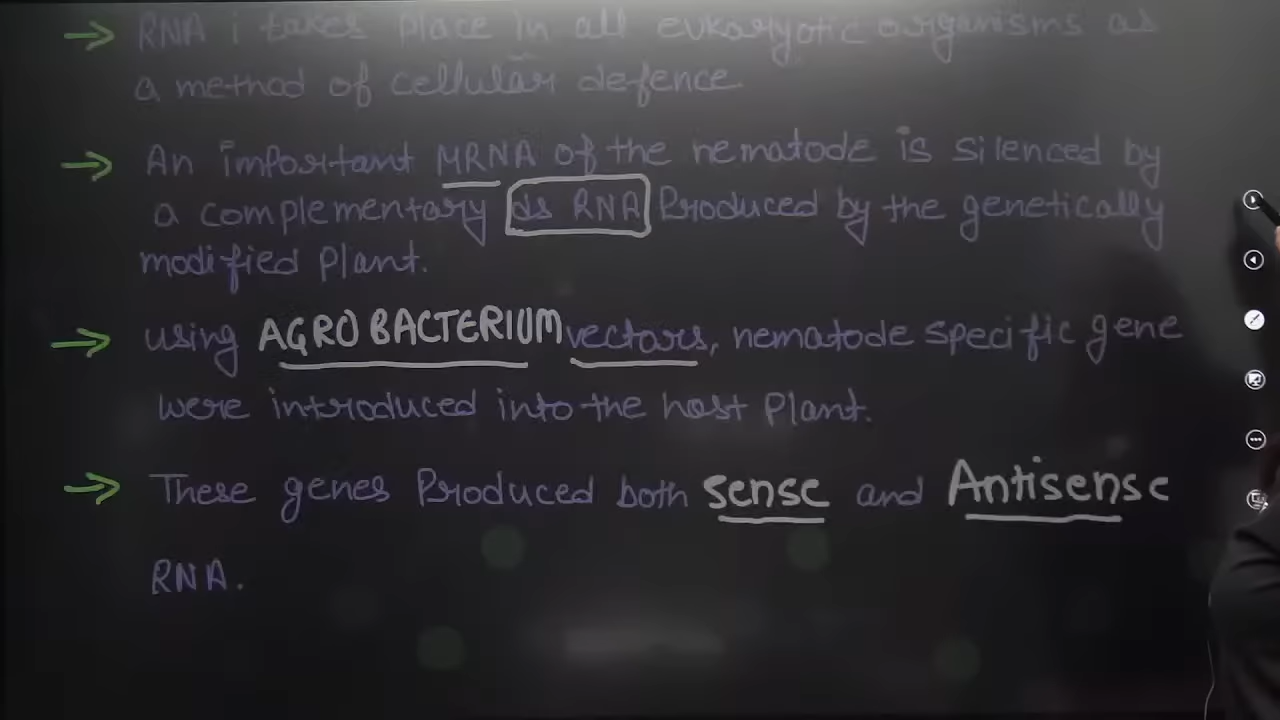 RNA i takes place in all eukaryotic organisms as
a method of cellular defence
An important MRNA of the nematode is silenced by
a complementary ds RNA Produced by the genetically
modified Plant.
using AGROBACTERIUM vectors, nematode specific gene
were introduced into the host Plant.
These genes Produced both sense and Antisense
RNA.